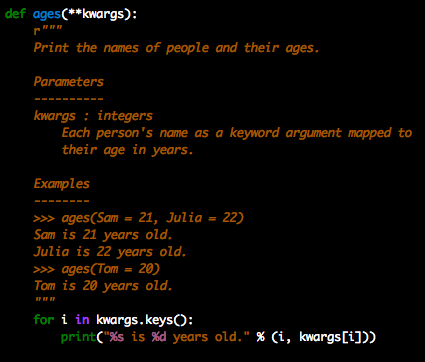 def ages(**kwargs):
    r"""
    Print the names of people and their ages.

    Parameters
    ----------
    kwargs : integers
        Each person's name as a keyword argument mapped to
        their age in years.

    Examples
    --------
    >>> ages(Sam = 21, Julia = 22)
    Sam is 21 years old.
    Julia is 22 years old.
    >>> ages(Tom = 20)
    Tom is 20 years old.
    """
    for i in kwargs.keys():
        print("%s is %d years old." % (i, kwargs[i]))